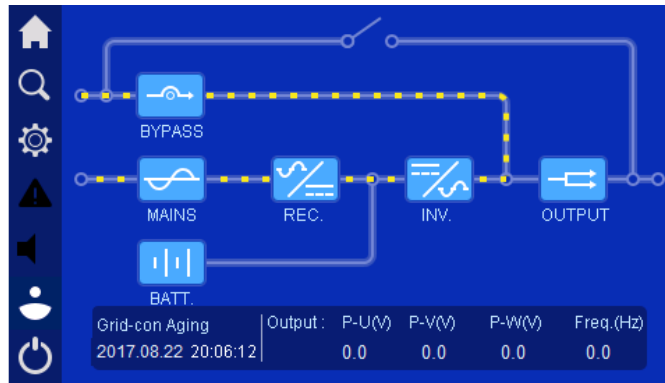 BYPASS
MAINS
REC.
INV.
OUTPUT
BATT.
Grid-con Aging
2017.08.22 20:06:12
Output : P-U(V) P-V(V) P-W(V) Freq.(Hz)
0.0 0.0 0.0 0.0